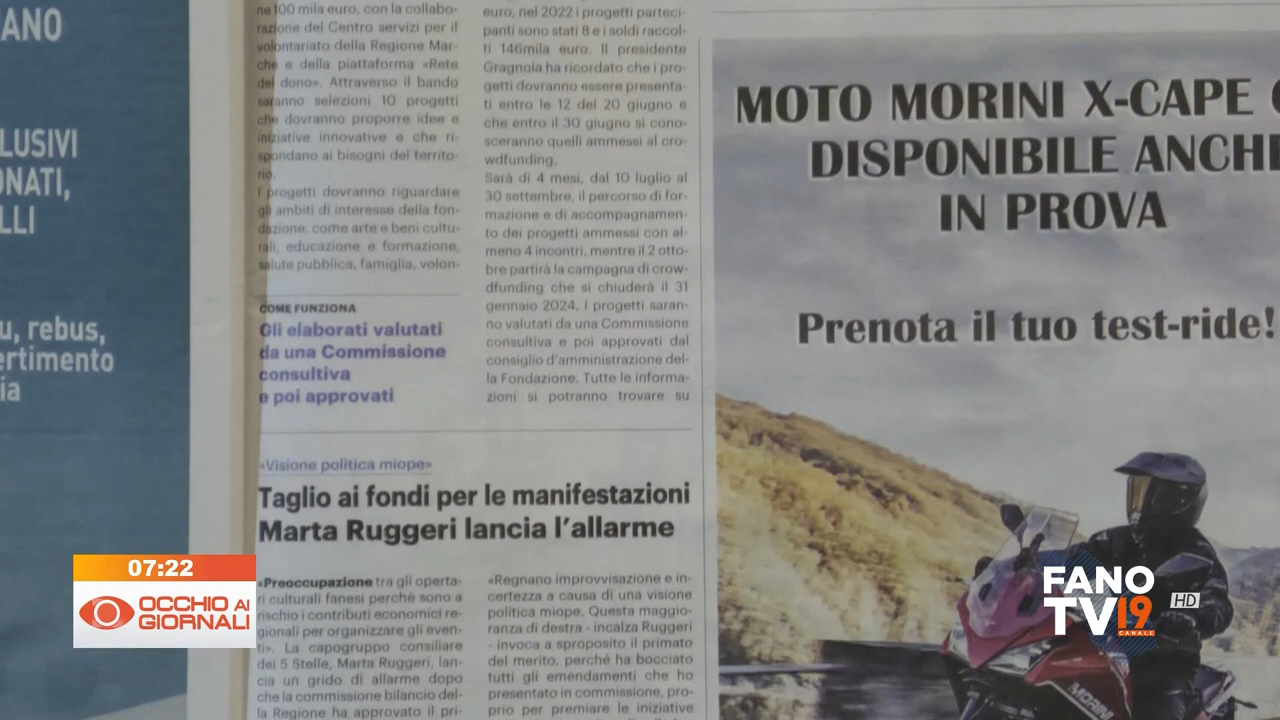 ANO
LUSIVI
ONATI,
LLI
u, rebus,
ertimento
ia
ne 100 mila euro, con la collabo-
razione del Centro servizi per il
volontariato della Regione Mar-
che e della piattaforma «Rete
del dono». Attraverso il bando
saranno selezioni 10 progetti
che dovranno proporre idee e
iniziative innovative e che ri-
spondano ai bisogni del territo-
rio.
I progetti dovranno riguardare
gli ambiti di interesse della fon-
dazione, come arte e beni cultu-
rali, educazione e formazione,
salute pubblica, famiglia, volon-
COME FUNZIONA
Gli elaborati valutati
da una Commissione
consultiva
e poi approvati
euro, nel 2022 i progetti parteci-
panti sono stati 8 e i soldi raccol-
ti 146mila euro. Il presidente
Gragnola ha ricordato che i pro-
getti dovranno essere presenta-
ti entro le 12 del 20 giugno e
che entro il 30 giugno si cono-
sceranno quelli ammessi al cro-
wdfunding.
Sarà di 4 mesi, dal 10 luglio al
30 settembre, il percorso di for-
mazione e di accompagnamen-
to dei progetti ammessi con al-
meno 4 incontri, mentre il 2 otto-
bre partirà la campagna di crow-
dfunding che si chiuderà il 31
gennaio 2024. I progetti saran-
no valutati da una Commissione
consultiva e poi approvati dal
consiglio d'amministrazione del-
la Fondazione. Tutte le informa-
zioni si potranno trovare su
«Visione politica miope»
Taglio ai fondi per le manifestazioni
Marta Ruggeri lancia l'allarme
«Preoccupazione tra gli operta-
ri culturali fanesi perchè sono a
rischio i contributi economici re-
gionali per organizzare gli even-
ti». La capogruppo consiliare
dei 5 Stelle, Marta Ruggeri, lan-
cia un grido di allarme dopo
che la commissione bilancio del-
la Regione ha approvato il pri-
«Regnano improvvisazione e in-
certezza a causa di una visione
politica miope. Questa maggio-
ranza di destra - incalza Ruggeri
- invoca a sproposito il primato
del merito, perché ha bocciato
tutti gli emendamenti che ho
presentato in commissione, pro-
prio per premiare le iniziative
MOTO MORINI X-CAPE
DISPONIBILE ANCHE
IN PROVA
Prenota il tuo test-ride!
MORINI
07:22
OCCHIO AI
GIORNALI
FANO
TV19
CANALE
HD